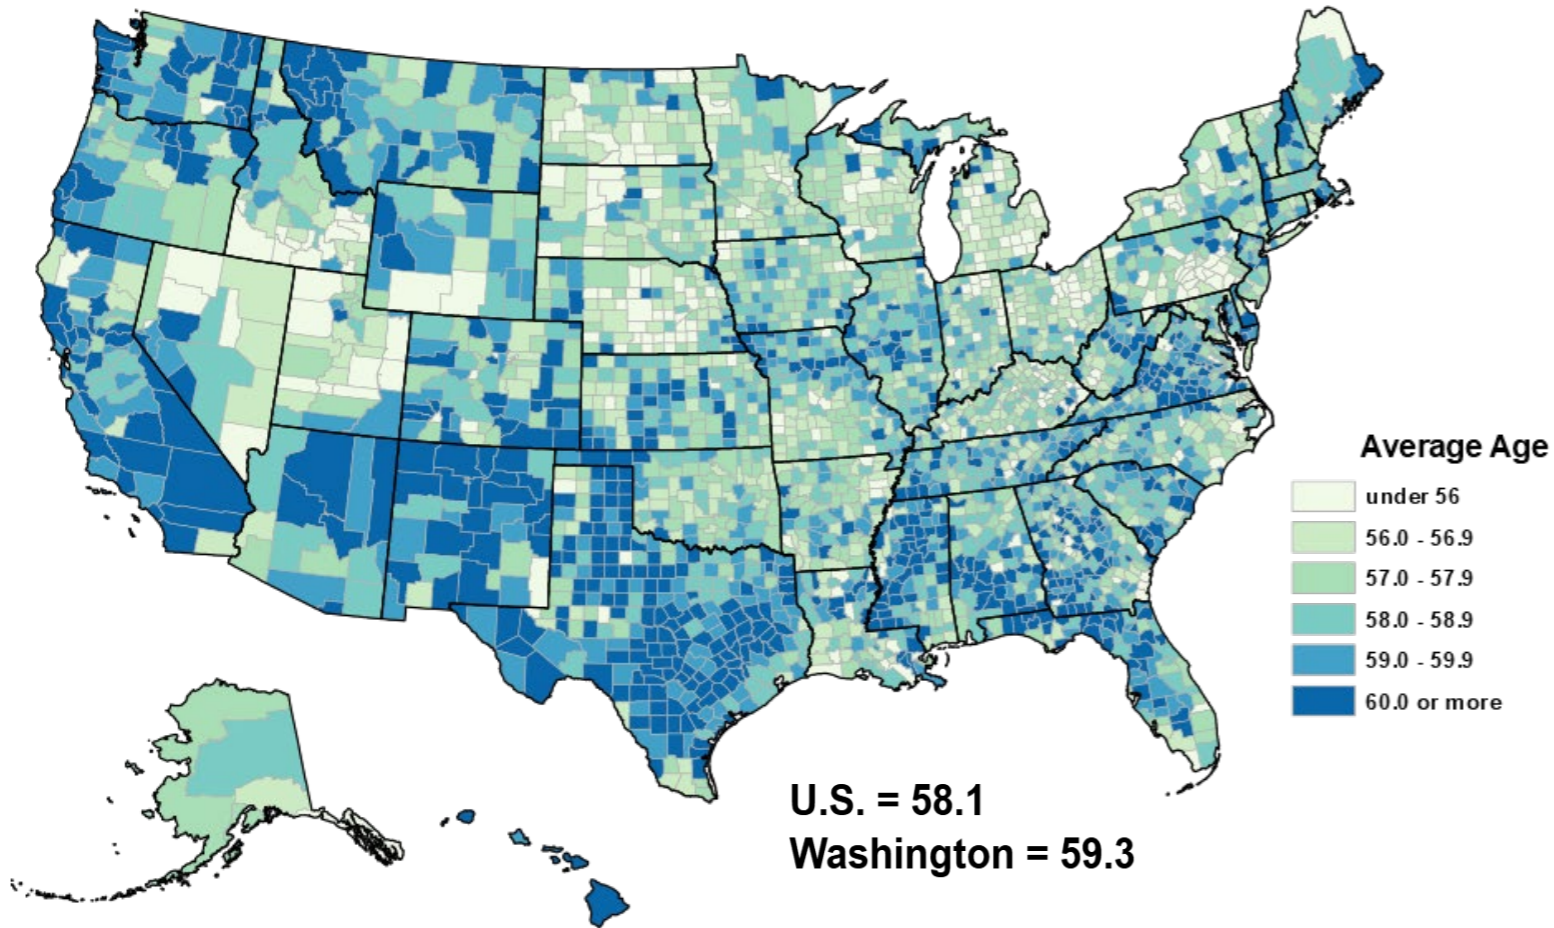 Average Age
under 56
56.0 - 56.9
57.0 - 57.9
58.0 - 58.9
59.0 - 59.9
60.0 or more
U.S. = 58.1
Washington = 59.3